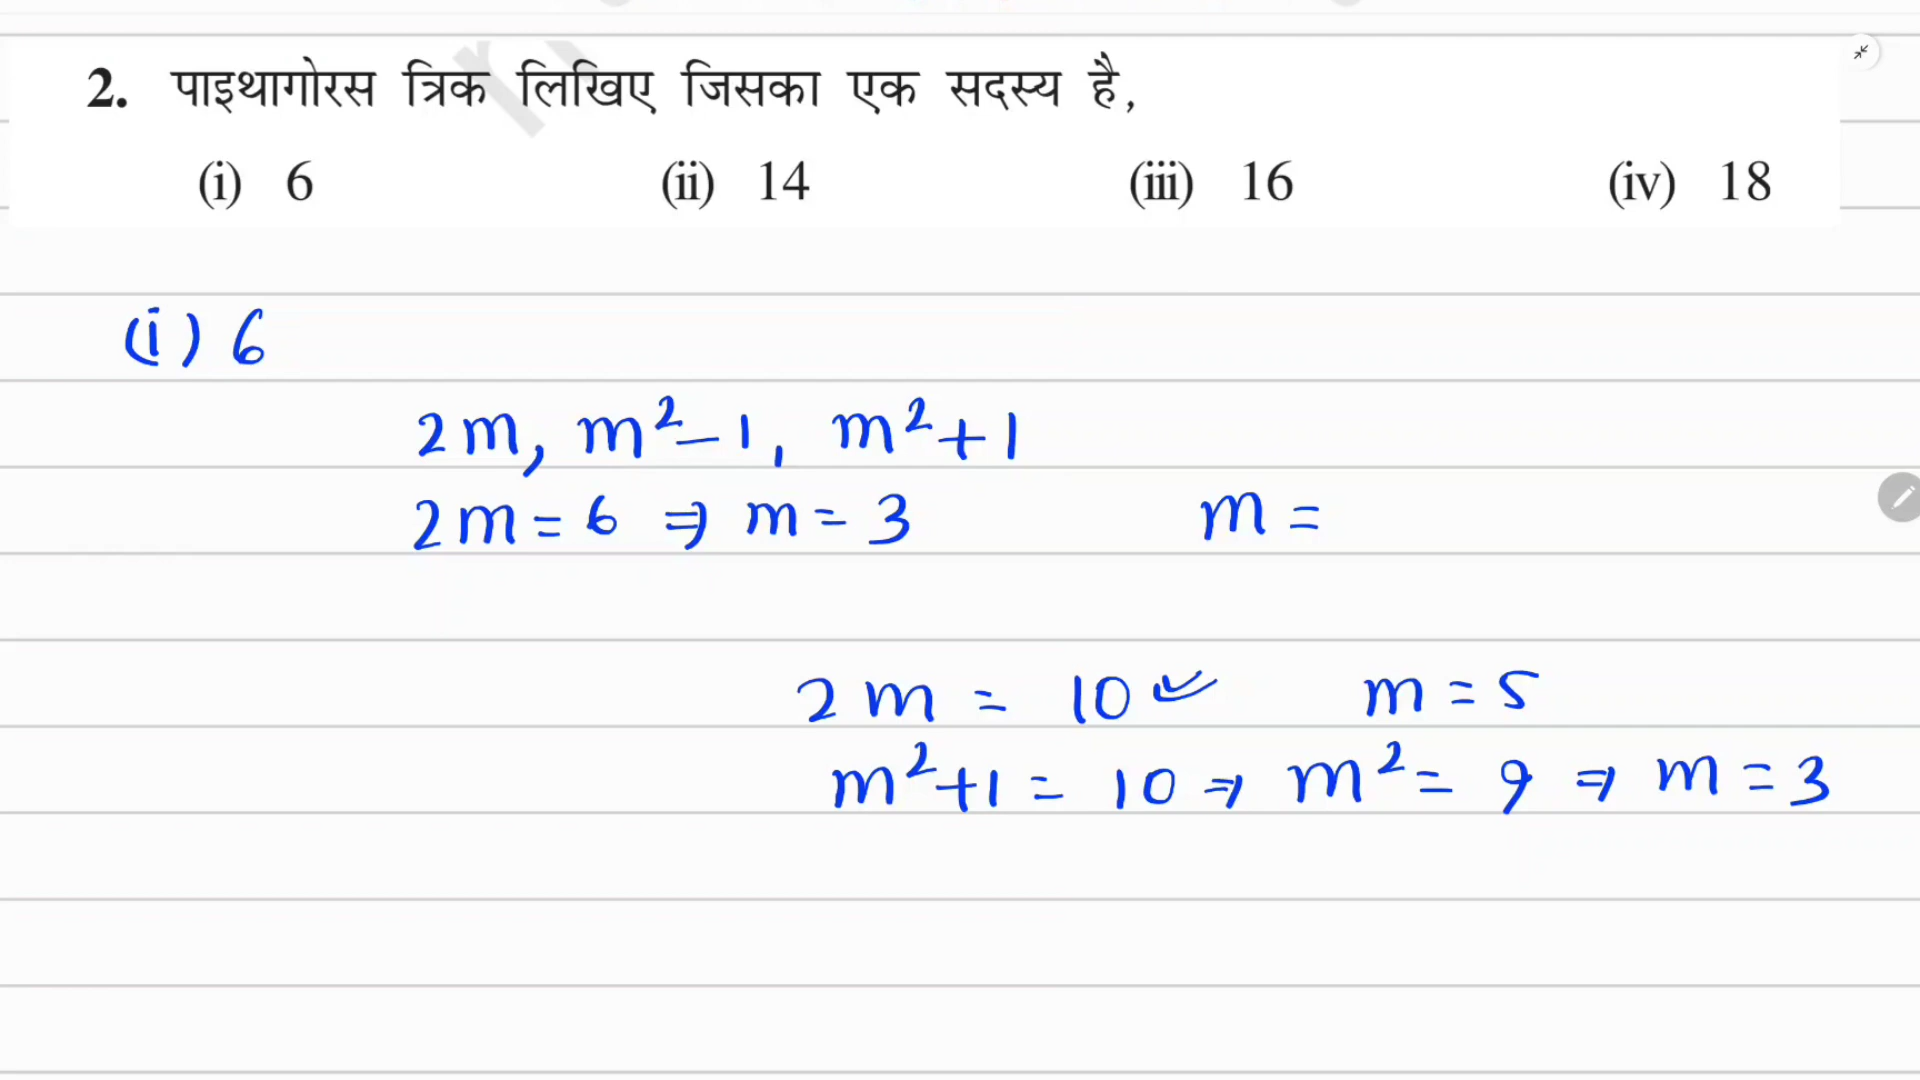 2. पाइथागोरस त्रिक लिखिए जिसका एक सदस्य है,
(i) 6 (ii) 14 (iii) 16 (iv) 18
(i) 6
2m, m²-1, m²+1
2m = 6 ⇒ m = 3 m =
2m = 10 ✓ m = 5
m²+1 = 10 ⇒ m² = 9 ⇒ m = 3